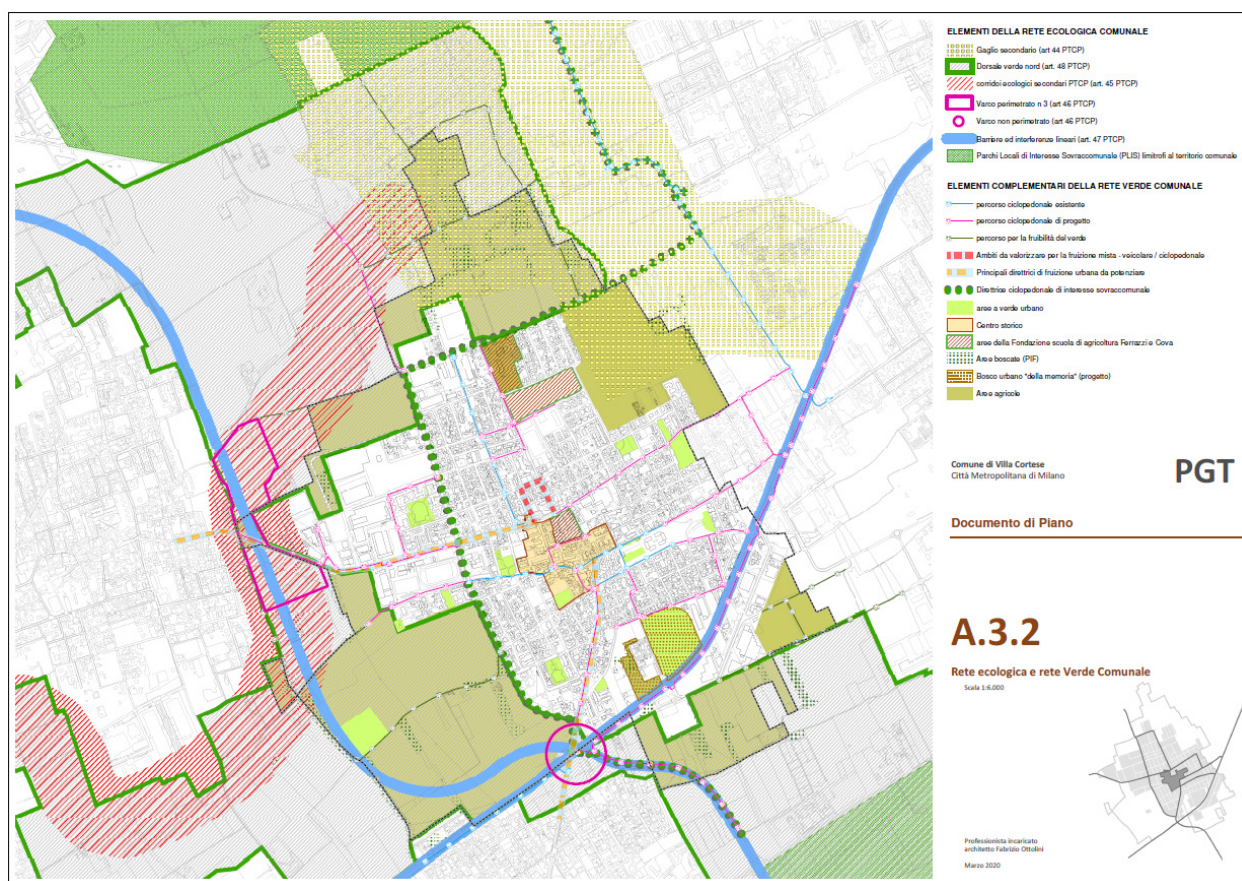 ELEMENTI DELLA RETE ECOLOGICA COMUNALE
Gaglio secondario (art 44 PTCP)
Dorsale verde nord (art. 48 PTCP)
corridoi ecologici secondari PTCP (art. 45 PTCP)
Varco perimetrato n 3 (art 46 PTCP)
Varco non perimetrato (art 46 PTCP)
Barriere ed interferenze lineari (art. 47 PTCP)
Parchi Locali di Interesse Sovraccomunale (PLIS) limitrofi al territorio comunale
ELEMENTI COMPLEMENTARI DELLA RETE VERDE COMUNALE
percorso ciclopedonale esistente
percorso ciclopedonale di progetto
percorso per la fruibilità del verde
Ambiti da valorizzare per la fruizione mista - veicolare / ciclopedonale
Principali direttrici di fruizione urbana da potenziare
Direttrice ciclopedonale di interesse sovraccomunale
aree a verde urbano
Centro storico
aree della Fondazione scuola di agricoltura Ferrazzi e Cova
Aree boscate (PIF)
Bosco urbano "della memoria" (progetto)
Aree agricole
Comune di Villa Cortese
Città Metropolitana di Milano
PGT
Documento di Piano
A.3.2
Rete ecologica e rete Verde Comunale
Scala 1:6.000
Professionista incaricato
architetto Fabrizio Ottolini
Marzo 2020